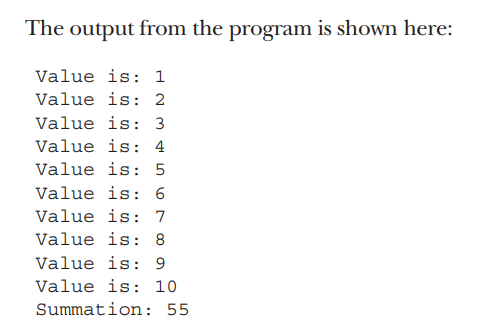 The output from the program is shown here:
Value is: 1
Value is: 2
Value is: 3
Value is: 4
Value is: 5
Value is: 6
Value is: 7
Value is: 8
Value is: 9
Value is: 10
Summation: 55